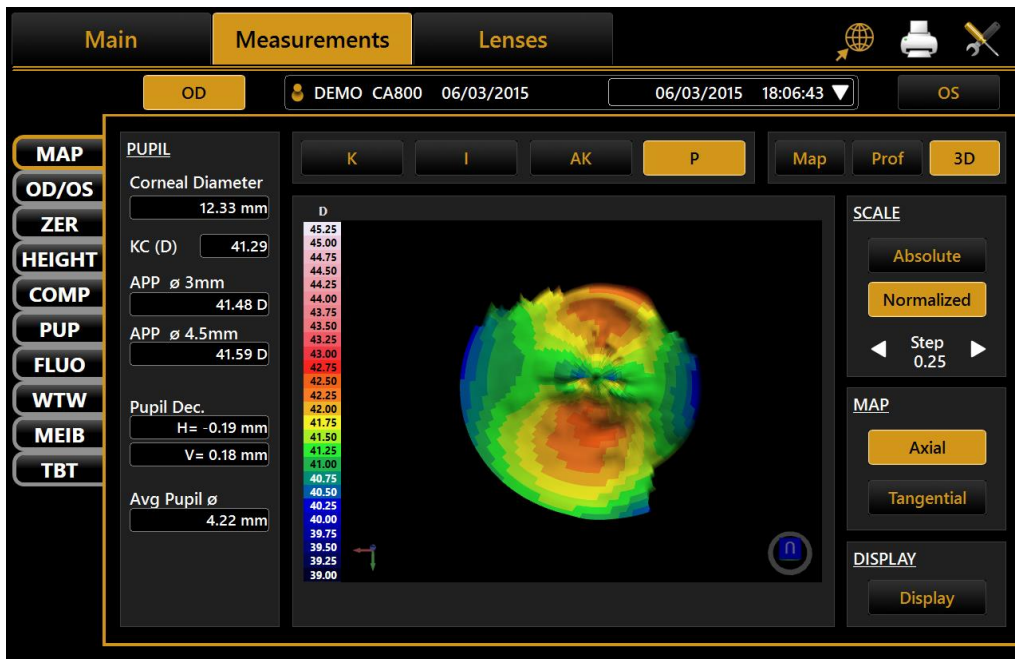 Main Measurements Lenses
OD DEMO CA800 06/03/2015 06/03/2015 18:06:43 OS
MAP
OD/OS
ZER
HEIGHT
COMP
PUP
FLUO
WTW
MEIB
TBT
PUPIL
Corneal Diameter
12.33 mm
KC (D) 41.29
APP ø 3mm
41.48 D
APP ø 4.5mm
41.59 D
Pupil Dec.
H= -0.19 mm
V= 0.18 mm
Avg Pupil ø
4.22 mm
K I AK P
Map Prof 3D
D
45.25
45.00
44.75
44.50
44.25
44.00
43.75
43.50
43.25
43.00
42.75
42.50
42.25
42.00
41.75
41.50
41.25
41.00
40.75
40.50
40.25
40.00
39.75
39.50
39.25
39.00
SCALE
Absolute
Normalized
Step
0.25
MAP
Axial
Tangential
DISPLAY
Display